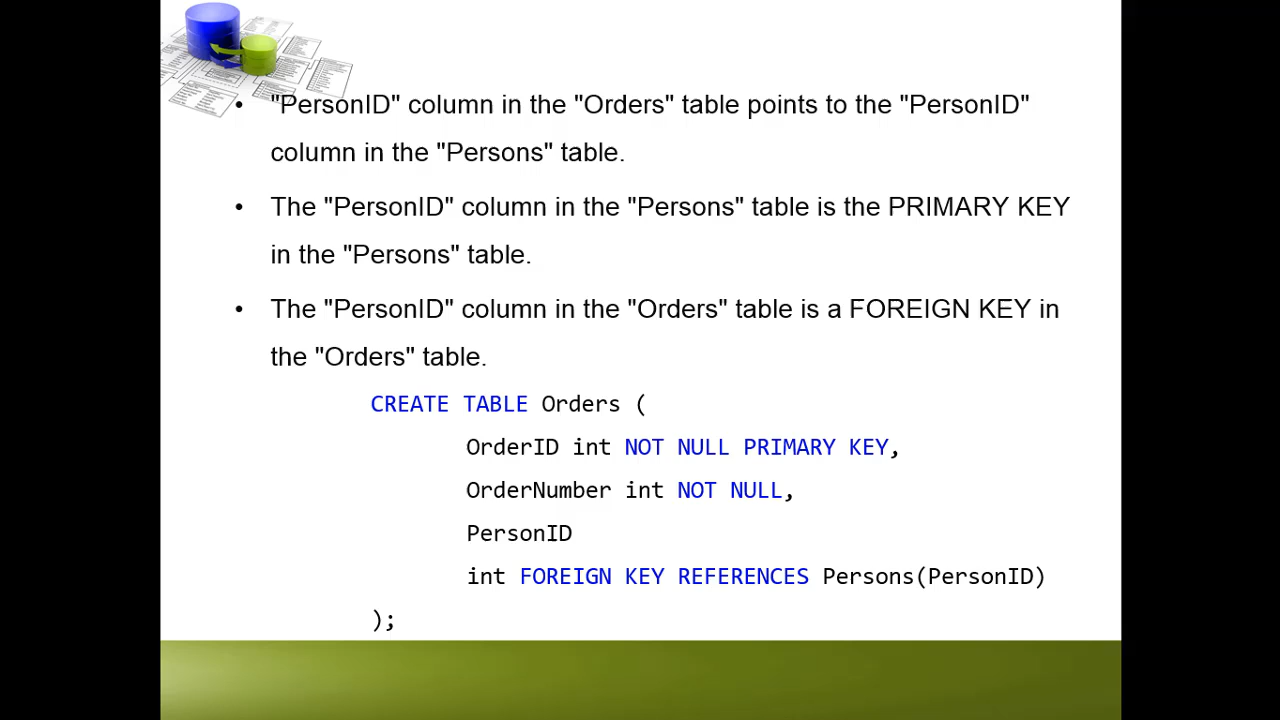 • "PersonID" column in the "Orders" table points to the "PersonID"
column in the "Persons" table.
• The "PersonID" column in the "Persons" table is the PRIMARY KEY
in the "Persons" table.
• The "PersonID" column in the "Orders" table is a FOREIGN KEY in
the "Orders" table.
CREATE TABLE Orders (
OrderID int NOT NULL PRIMARY KEY,
OrderNumber int NOT NULL,
PersonID
int FOREIGN KEY REFERENCES Persons(PersonID)
);